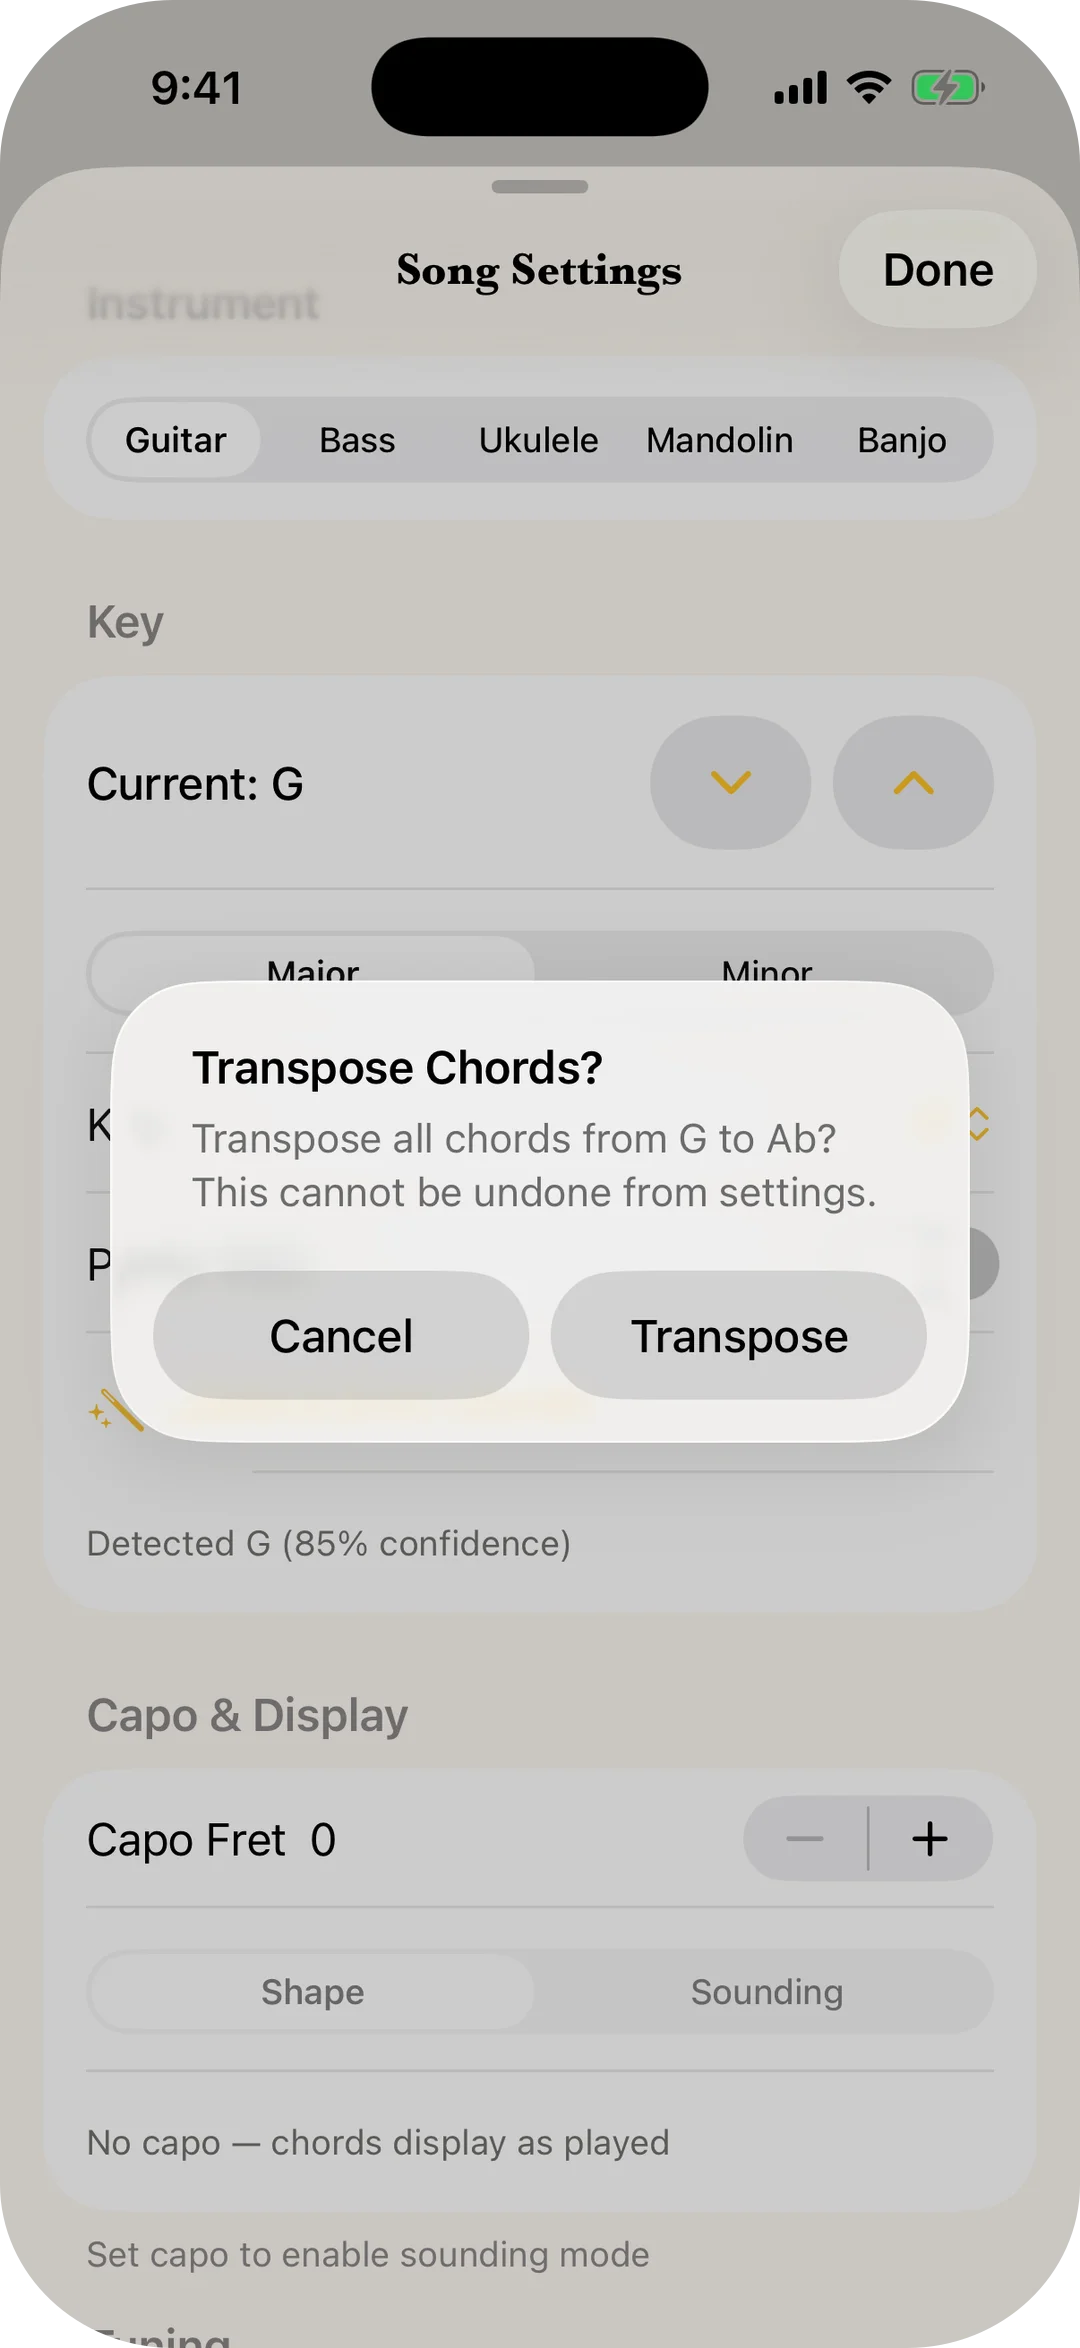 9:41
Song Settings
Done
Instrument
Guitar Bass Ukulele Mandolin Banjo
Key
Current: G
Major Minor
Transpose Chords?
Transpose all chords from G to Ab?
This cannot be undone from settings.
Cancel Transpose
Detected G (85% confidence)
Capo & Display
Capo Fret 0
Shape Sounding
No capo — chords display as played
Set capo to enable sounding mode
Tuning